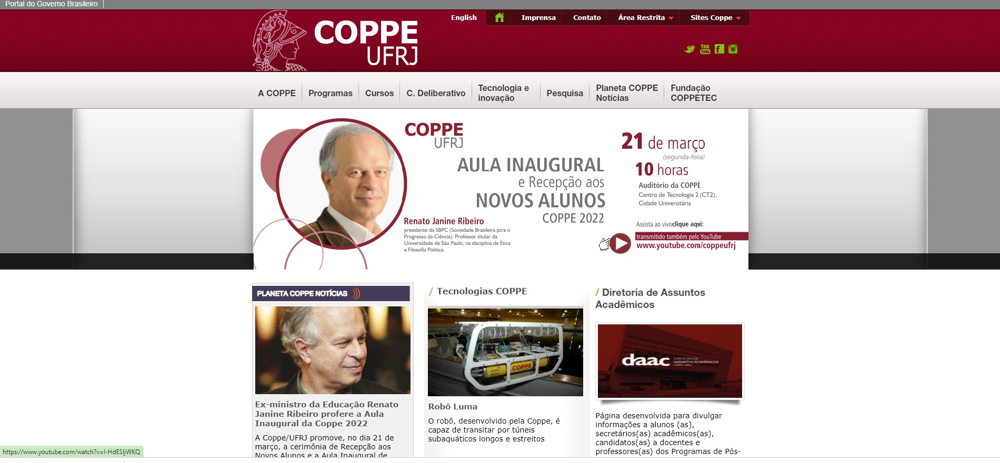 Portal do Governo Brasileiro
English
Imprensa
Contato
Área Restrita
Sites Coppe
COPPE
UFRJ
You
Tube
A COPPE
Programas
Cursos
C. Deliberativo
Tecnologia e
inovação
Pesquisa
Planeta COPPE
Notícias
Fundação
COPPETEC
COPPE
UFRJ
AULA INAUGURAL
e Recepção aos
NOVOS ALUNOS
COPPE 2022
Renato Janine Ribeiro
presidente da SBPC (Sociedade Brasileira para o
Progresso da Ciência). Professor titular da
Universidade de São Paulo, na disciplina de Ética
e Filosofia Política.
21 de março
(segunda-feira)
10 horas
Auditório da COPPE
Centro de Tecnologia 2 (CT2),
Cidade Universitária
Assista ao vivo clique aqui:
transmitido também pelo YouTube
www.youtube.com/coppeufrj
PLANETA COPPE NOTÍCIAS
Ex-ministro da Educação Renato
Janine Ribeiro profere a Aula
Inaugural da Coppe 2022
A Coppe/UFRJ promove, no dia 21 de
março, a cerimônia de Recepção aos
Novos Alunos e a Aula Inaugural de
/ Tecnologias COPPE
COPPE
Robô Luma
O robô, desenvolvido pela Coppe, é
capaz de transitar por túneis
subaquáticos longos e estreitos
/ Diretoria de Assuntos
Acadêmicos
daac
DIRETORIA DE
ASSUNTOS ACADÊMICOS
COPPE - UFRJ
Página desenvolvida para divulgar
informações a alunos (as),
secretários(as) acadêmicos(as),
candidatos(as) a docentes e
professores(as) dos Programas de Pós-
https://www.youtube.com/watch?v=I-HdESIjWKQ